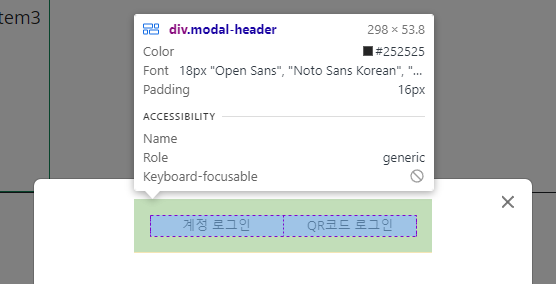 tem3
div.modal-header 298 × 53.8
Color #252525
Font 18px "Open Sans", "Noto Sans Korean", "...
Padding 16px
ACCESSIBILITY
Name
Role generic
Keyboard-focusable
계정 로그인 QR코드 로그인